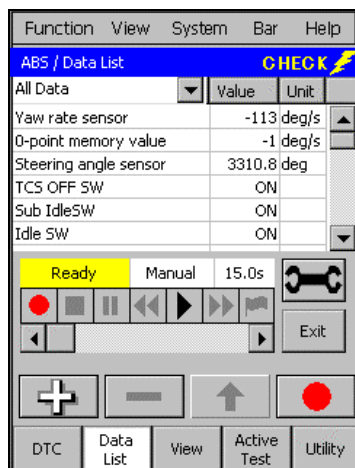 Function View System Bar Help
ABS / Data List CHECK
All Data Value Unit
Yaw rate sensor -113 deg/s
0-point memory value -1 deg/s
Steering angle sensor 3310.8 deg
TCS OFF SW ON
Sub IdleSW ON
Idle SW ON
Ready Manual 15.0s
Exit
DTC Data List View Active Test Utility